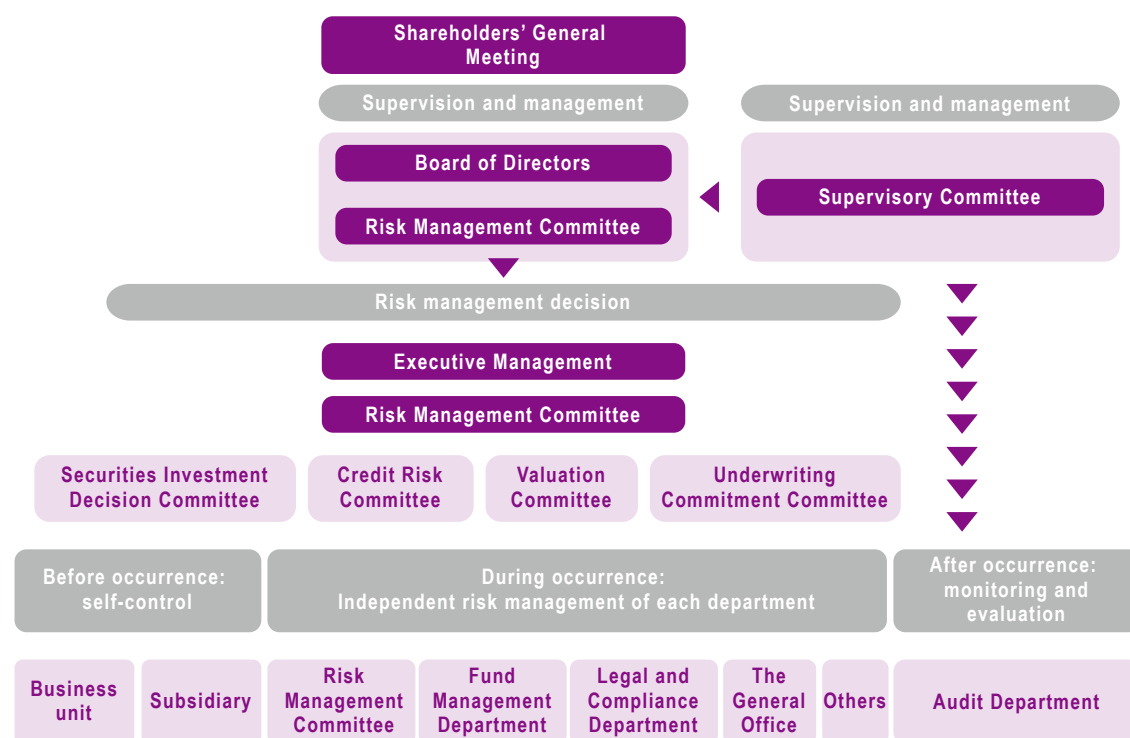 Shareholders' General
Meeting
Supervision and management
Supervision and management
Board of Directors
Supervisory Committee
Risk Management Committee
Risk management decision
Executive Management
Risk Management Committee
Securities Investment
Decision Committee
Credit Risk
Committee
Valuation
Committee
Underwriting
Commitment Committee
Before occurrence:
self-control
During occurrence:
Independent risk management of each department
After occurrence:
monitoring and
evaluation
Business
unit
Subsidiary
Risk
Management
Committee
Fund
Management
Department
Legal and
Compliance
Department
The
General
Office
Others
Audit Department